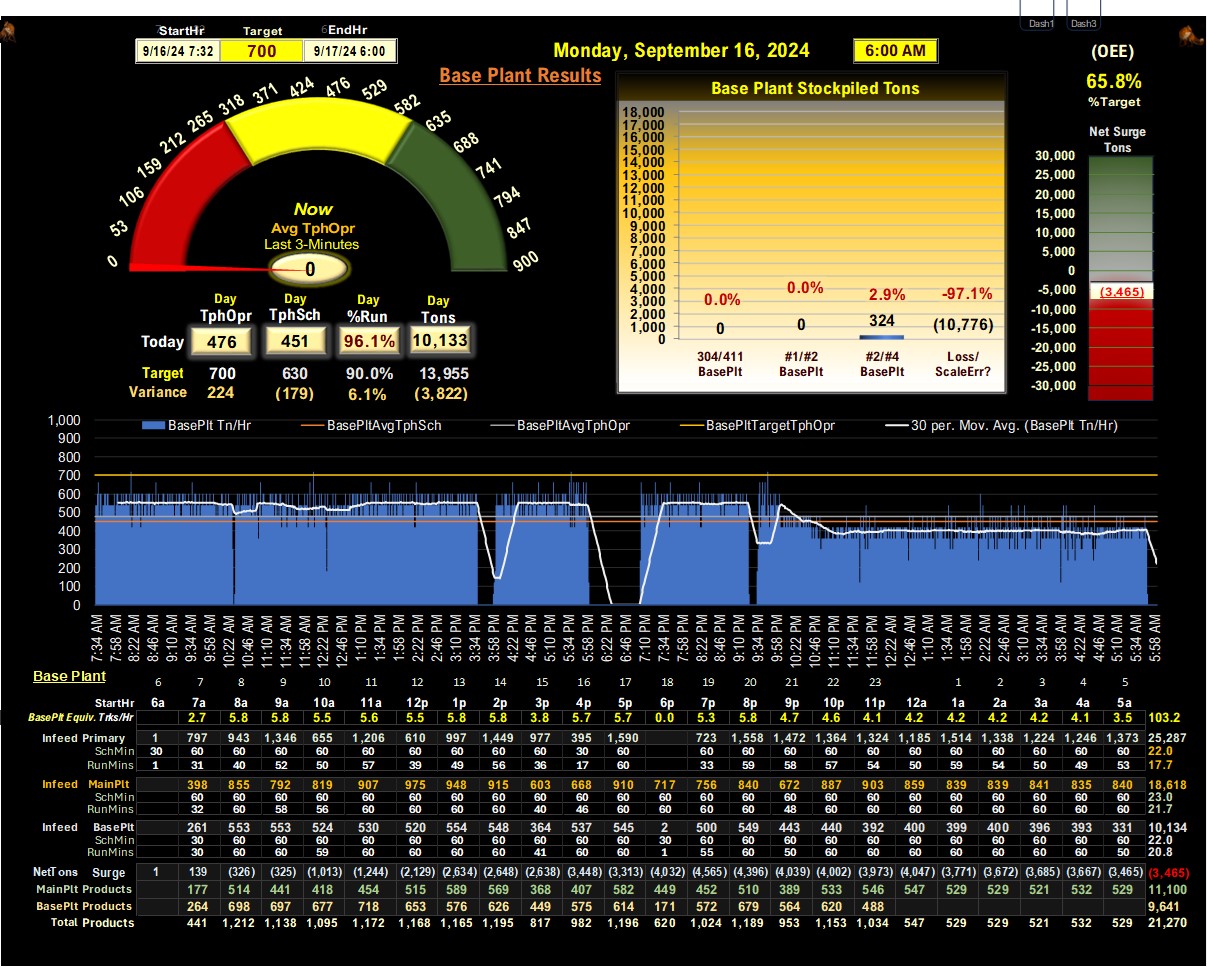 Dash1 Dash3
StartHr Target EndHr
9/16/24 7:32 700 9/17/24 6:00
Monday, September 16, 2024 6:00 AM
(OEE)
65.8%
%Target
Base Plant Results
0 53 106 159 212 265 318 371 424 476 529 582 635 688 741 794 847 900
Now
Avg TphOpr
Last 3-Minutes
0
Day TphOpr Day TphSch Day %Run Day Tons
Today 476 451 96.1% 10,133
Target 700 630 90.0% 13,955
Variance 224 (179) 6.1% (3,822)
Base Plant Stockpiled Tons
18,000
17,000
16,000
15,000
14,000
13,000
12,000
11,000
10,000
9,000
8,000
7,000
6,000
5,000
4,000
3,000
2,000
1,000
0
0.0% 0.0% 2.9% -97.1%
0 0 324 (10,776)
304/411 #1/#2 #2/#4 Loss/
BasePlt BasePlt BasePlt ScaleErr?
Net Surge
Tons
30,000
25,000
20,000
15,000
10,000
5,000
0
-5,000
-10,000
-15,000
-20,000
-25,000
-30,000
(3,465)
BasePlt Tn/Hr BasePltAvgTphSch BasePltAvgTphOpr BasePltTargetTphOpr 30 per. Mov. Avg. (BasePlt Tn/Hr)
1,000
900
800
700
600
500
400
300
200
100
0
7:34 AM 7:58 AM 8:22 AM 8:46 AM 9:10 AM 9:34 AM 9:58 AM 10:22 AM 10:46 AM 11:10 AM 11:34 AM 11:58 AM 12:22 PM 12:46 PM 1:10 PM 1:34 PM 1:58 PM 2:22 PM 2:46 PM 3:10 PM 3:34 PM 3:58 PM 4:22 PM 4:46 PM 5:10 PM 5:34 PM 5:58 PM 6:22 PM 6:46 PM 7:10 PM 7:34 PM 7:58 PM 8:22 PM 8:46 PM 9:10 PM 9:34 PM 9:58 PM 10:22 PM 10:46 PM 11:10 PM 11:34 PM 11:58 PM 12:22 AM 12:46 AM 1:10 AM 1:34 AM 1:58 AM 2:22 AM 2:46 AM 3:10 AM 3:34 AM 3:58 AM 4:22 AM 4:46 AM 5:10 AM 5:34 AM 5:58 AM
Base Plant 6 7 8 9 10 11 12 13 14 15 16 17 18 19 20 21 22 23 1 2 3 4 5
StartHr 6a 7a 8a 9a 10a 11a 12p 1p 2p 3p 4p 5p 6p 7p 8p 9p 10p 11p 12a 1a 2a 3a 4a 5a
BasePlt Equiv. Trks/Hr 2.7 5.8 5.8 5.5 5.6 5.5 5.8 5.8 3.8 5.7 5.7 0.0 5.3 5.8 4.7 4.6 4.1 4.2 4.2 4.2 4.2 4.1 3.5 103.2
Infeed Primary 1 797 943 1,346 655 1,206 610 997 1,449 977 395 1,590 723 1,558 1,472 1,364 1,324 1,185 1,514 1,338 1,224 1,246 1,373 25,287
SchMin 30 60 60 60 60 60 60 60 60 60 30 60 60 60 60 60 60 60 60 60 60 60 60 22.0
RunMins 1 31 40 52 50 57 39 49 56 36 17 60 33 59 58 57 54 50 59 54 50 49 53 17.7
Infeed MainPlt 398 855 792 819 907 975 948 915 603 668 910 717 756 840 672 887 903 859 839 839 841 835 840 18,618
SchMin 60 60 60 60 60 60 60 60 60 60 60 60 60 60 60 60 60 60 60 60 60 60 60 23.0
RunMins 32 60 58 56 60 60 60 60 40 46 60 60 60 60 48 60 60 60 60 60 60 60 60 21.7
Infeed BasePlt 261 553 553 524 530 520 554 548 364 537 545 2 500 549 443 440 392 400 399 400 396 393 331 10,134
SchMin 30 60 60 60 60 60 60 60 60 60 60 30 60 60 60 60 60 60 60 60 60 60 60 22.0
RunMins 30 60 60 59 60 60 60 60 41 60 60 1 55 60 50 60 60 60 60 60 60 60 50 20.8
NetTons Surge 1 139 (326) (325) (1,013) (1,244) (2,129) (2,634) (2,648) (2,638) (3,448) (3,313) (4,032) (4,565) (4,396) (4,039) (4,002) (3,973) (4,047) (3,771) (3,672) (3,685) (3,667) (3,465) (3,465)
MainPlt Products 177 514 441 418 454 515 589 569 368 407 582 449 452 510 389 533 546 547 529 529 521 532 529 11,100
BasePlt Products 264 698 697 677 718 653 576 626 449 575 614 171 572 679 564 620 488 9,641
Total Products 441 1,212 1,138 1,095 1,172 1,168 1,165 1,195 817 982 1,196 620 1,024 1,189 953 1,153 1,034 547 529 529 521 532 529 21,270